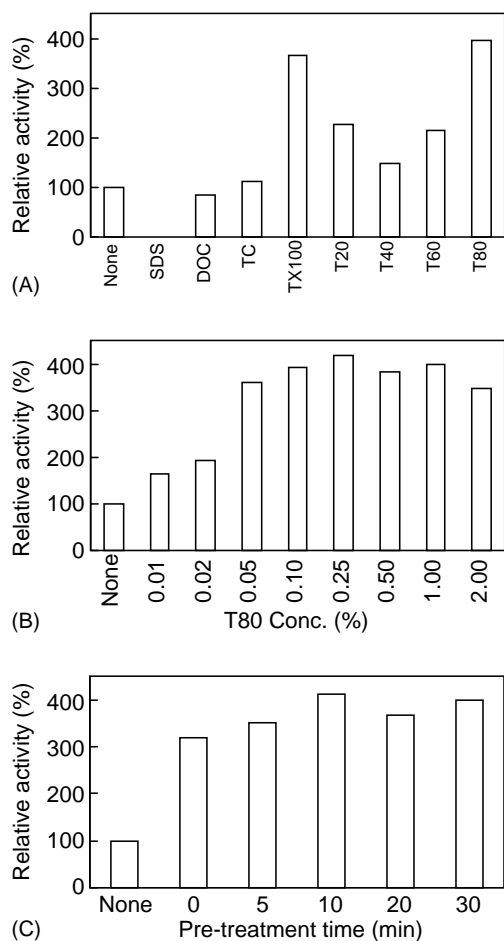 Relative activity (%)
400
300
200
100
0
None SDS DOC TC TX100 T20 T40 T60 T80
(A)
Relative activity (%)
400
300
200
100
0
None 0.01 0.02 0.05 0.10 0.25 0.50 1.00 2.00
(B) T80 Conc. (%)
Relative activity (%)
400
300
200
100
0
None 0 5 10 20 30
(C) Pre-treatment time (min)